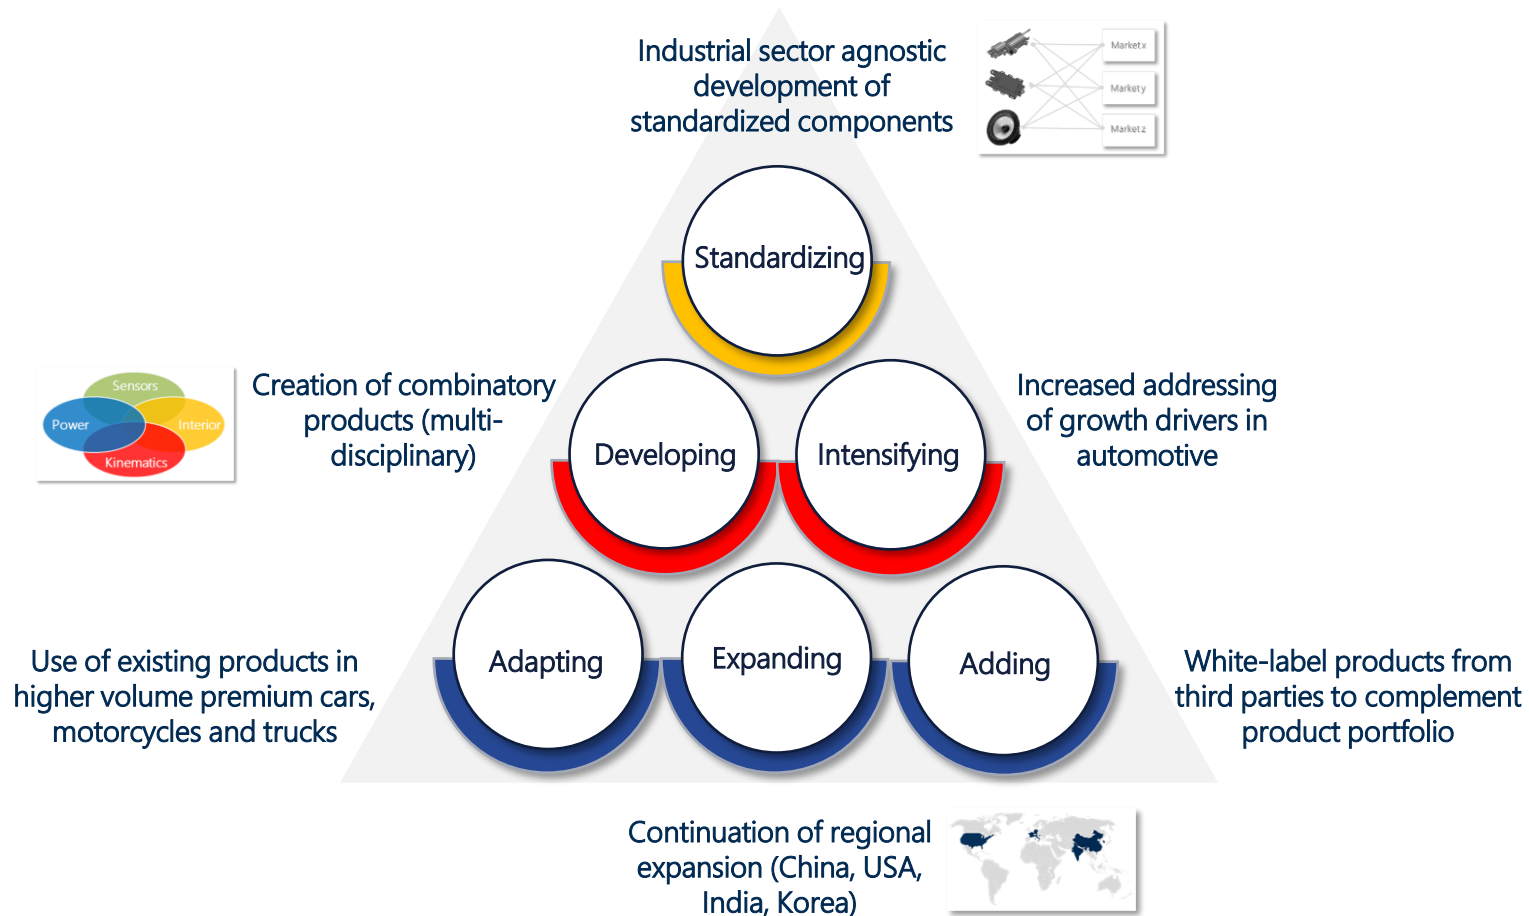 Industrial sector agnostic
development of
standardized components
Market x
Market y
Market z
Standardizing
Sensors
Power
Interior
Kinematics
Creation of combinatory
products (multi-
disciplinary)
Developing
Intensifying
Increased addressing
of growth drivers in
automotive
Use of existing products in
higher volume premium cars,
motorcycles and trucks
Adapting
Expanding
Adding
White-label products from
third parties to complement
product portfolio
Continuation of regional
expansion (China, USA,
India, Korea)